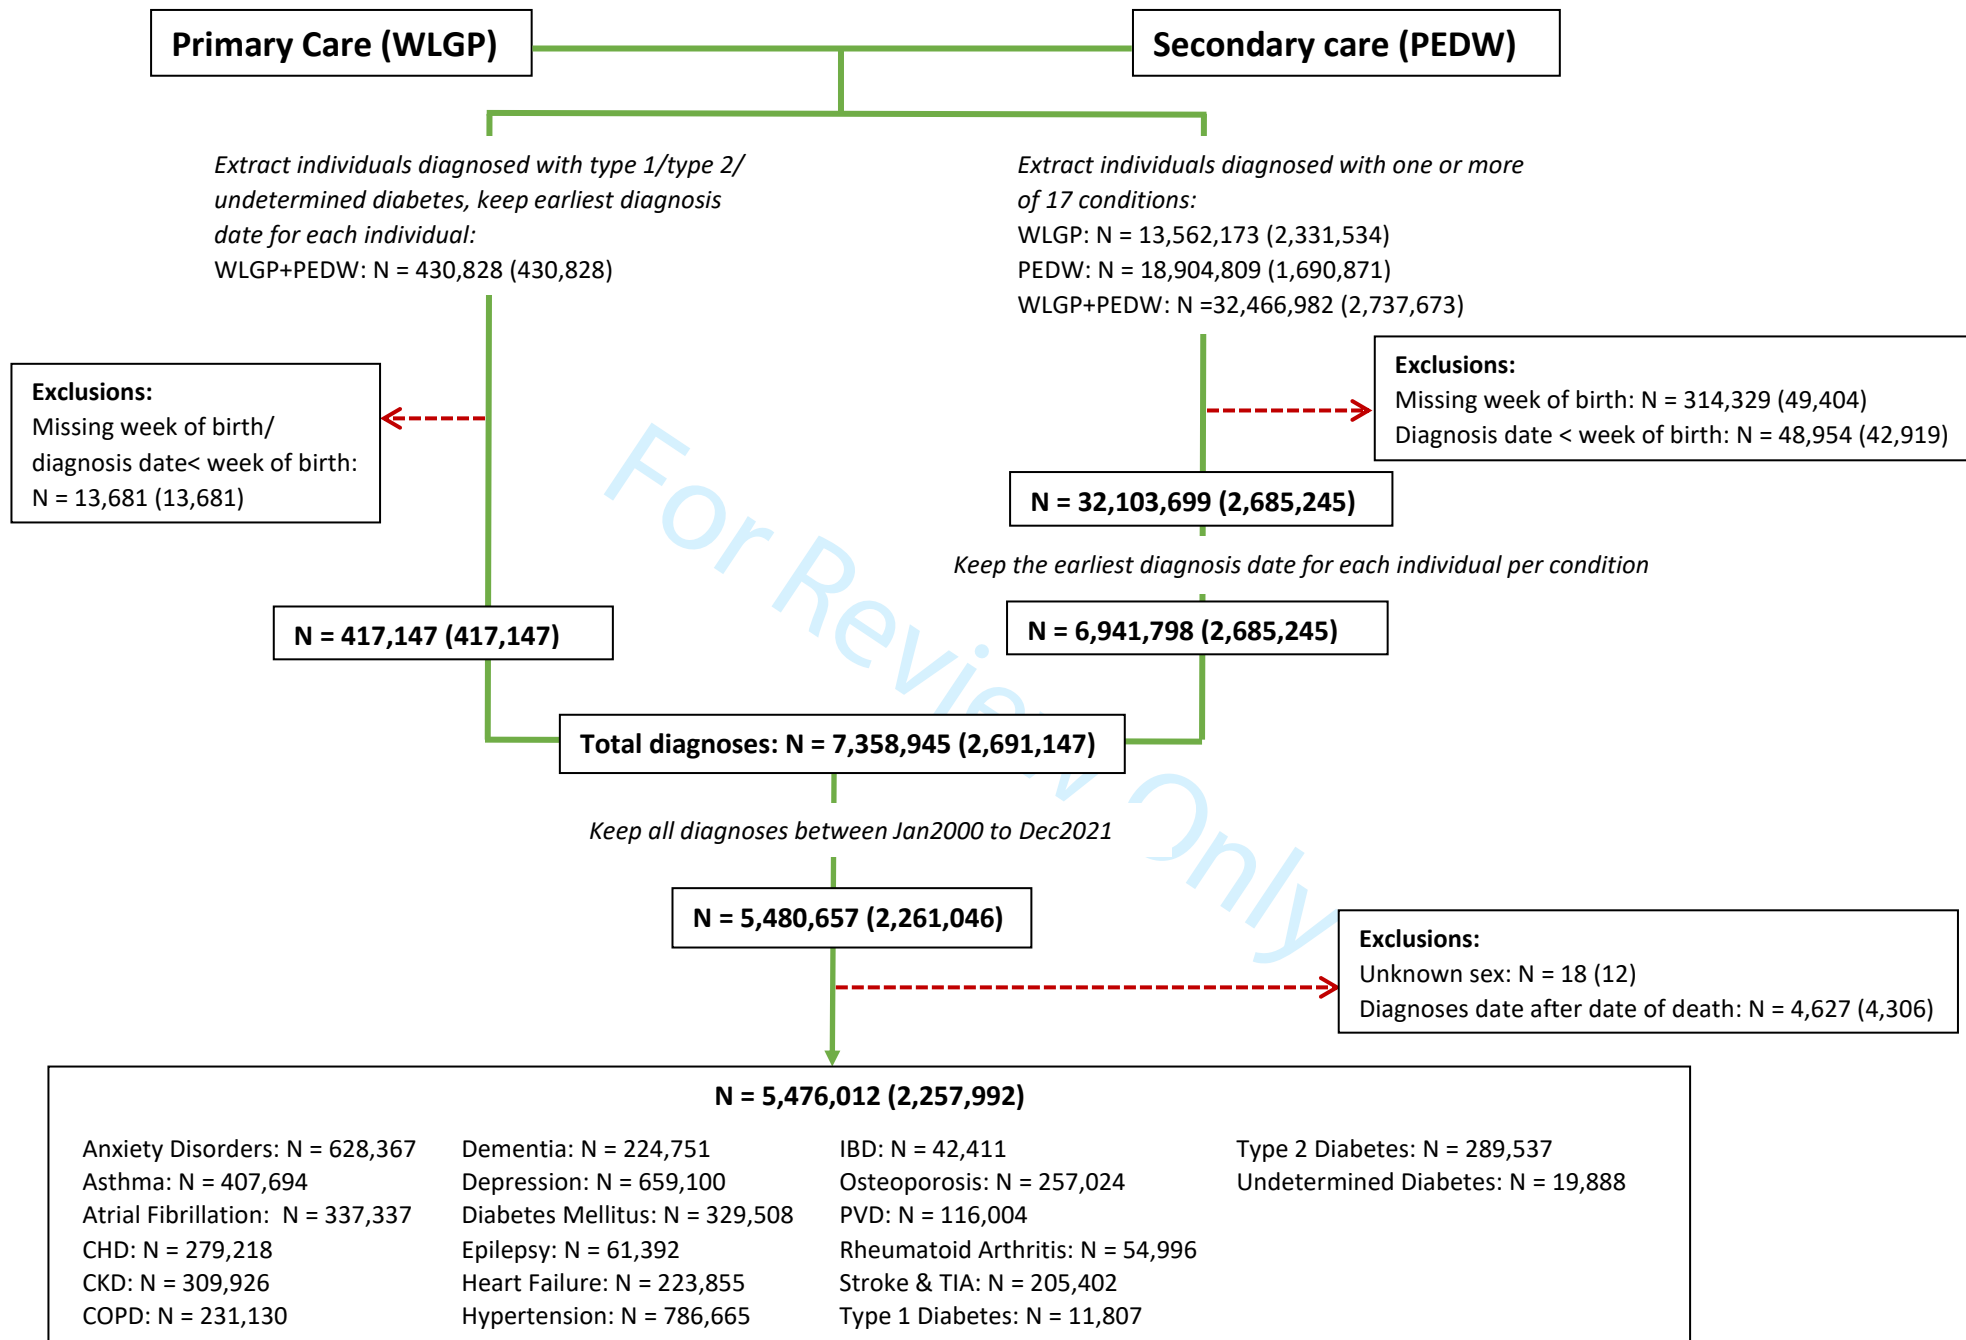 Primary Care (WLGP)
Secondary care (PEDW)
Extract individuals diagnosed with type 1/type 2/
undetermined diabetes, keep earliest diagnosis
date for each individual:
WLGP+PEDW: N = 430,828 (430,828)
Extract individuals diagnosed with one or more
of 17 conditions:
WLGP: N = 13,562,173 (2,331,534)
PEDW: N = 18,904,809 (1,690,871)
WLGP+PEDW: N =32,466,982 (2,737,673)
Exclusions:
Missing week of birth/
diagnosis date< week of birth:
N = 13,681 (13,681)
Exclusions:
Missing week of birth: N = 314,329 (49,404)
Diagnosis date < week of birth: N = 48,954 (42,919)
N = 32,103,699 (2,685,245)
Keep the earliest diagnosis date for each individual per condition
N = 417,147 (417,147)
N = 6,941,798 (2,685,245)
Total diagnoses: N = 7,358,945 (2,691,147)
Keep all diagnoses between Jan2000 to Dec2021
N = 5,480,657 (2,261,046)
Exclusions:
Unknown sex: N = 18 (12)
Diagnoses date after date of death: N = 4,627 (4,306)
N = 5,476,012 (2,257,992)
Anxiety Disorders: N = 628,367
Asthma: N = 407,694
Atrial Fibrillation: N = 337,337
CHD: N = 279,218
CKD: N = 309,926
COPD: N = 231,130
Dementia: N = 224,751
Depression: N = 659,100
Diabetes Mellitus: N = 329,508
Epilepsy: N = 61,392
Heart Failure: N = 223,855
Hypertension: N = 786,665
IBD: N = 42,411
Osteoporosis: N = 257,024
PVD: N = 116,004
Rheumatoid Arthritis: N = 54,996
Stroke & TIA: N = 205,402
Type 1 Diabetes: N = 11,807
Type 2 Diabetes: N = 289,537
Undetermined Diabetes: N = 19,888
For Review Only